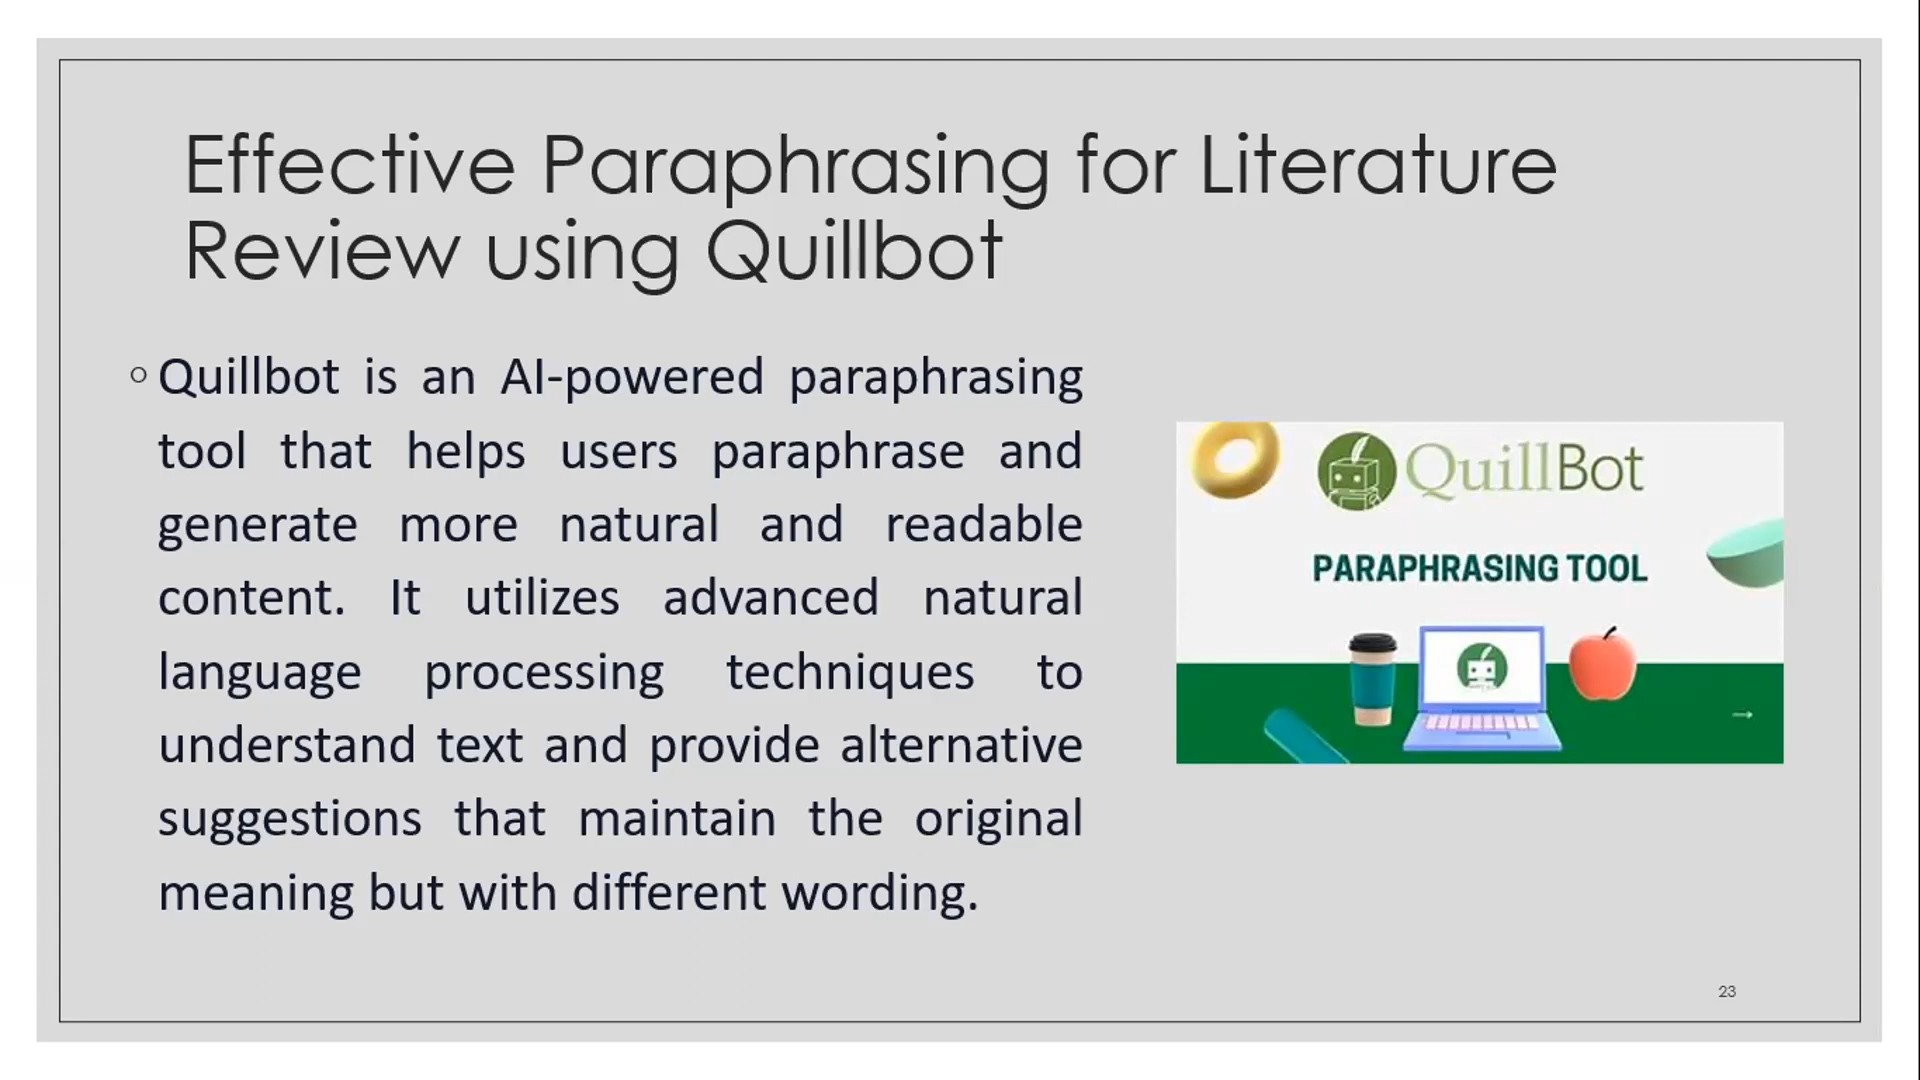 Effective Paraphrasing for Literature
Review using Quillbot
Quillbot is an AI-powered paraphrasing
tool that helps users paraphrase and
generate more natural and readable
content. It utilizes advanced natural
language processing techniques to
understand text and provide alternative
suggestions that maintain the original
meaning but with different wording.
QuillBot
PARAPHRASING TOOL
23